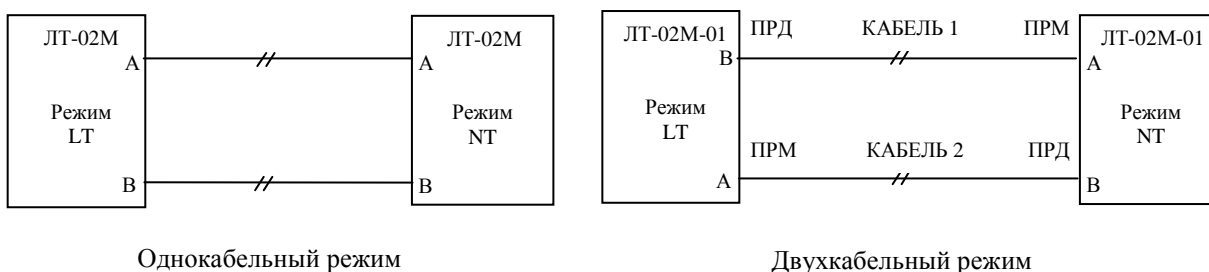 ЛТ-02М
А
Режим
LT
В
ЛТ-02М
А
Режим
NT
В
Однокабельный режим
ЛТ-02М-01
ПРД
КАБЕЛЬ 1
ПРМ
ЛТ-02М-01
В
А
Режим
LT
Режим
NT
ПРМ
КАБЕЛЬ 2
ПРД
А
В
Двухкабельный режим